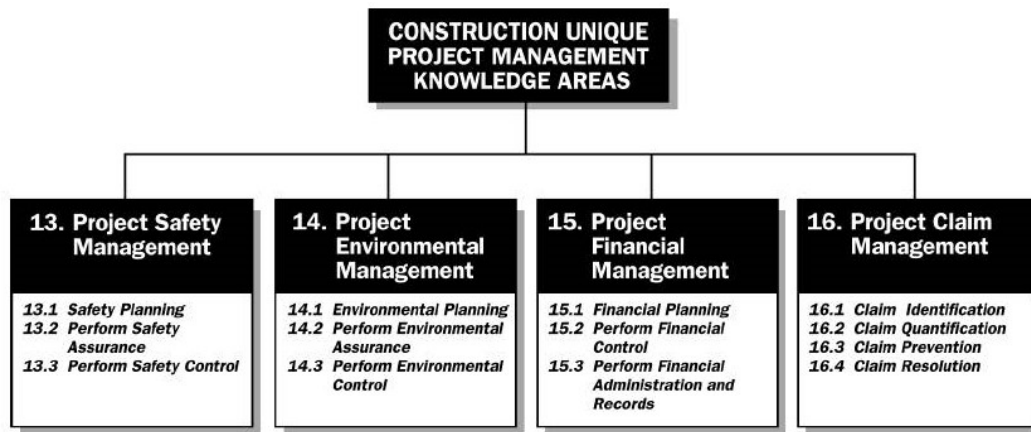 CONSTRUCTION UNIQUE
PROJECT MANAGEMENT
KNOWLEDGE AREAS
13. Project Safety
Management
13.1 Safety Planning
13.2 Perform Safety
Assurance
13.3 Perform Safety Control
14. Project
Environmental
Management
14.1 Environmental Planning
14.2 Perform Environmental
Assurance
14.3 Perform Environmental
Control
15. Project
Financial
Management
15.1 Financial Planning
15.2 Perform Financial
Control
15.3 Perform Financial
Administration and
Records
16. Project Claim
Management
16.1 Claim Identification
16.2 Claim Quantification
16.3 Claim Prevention
16.4 Claim Resolution